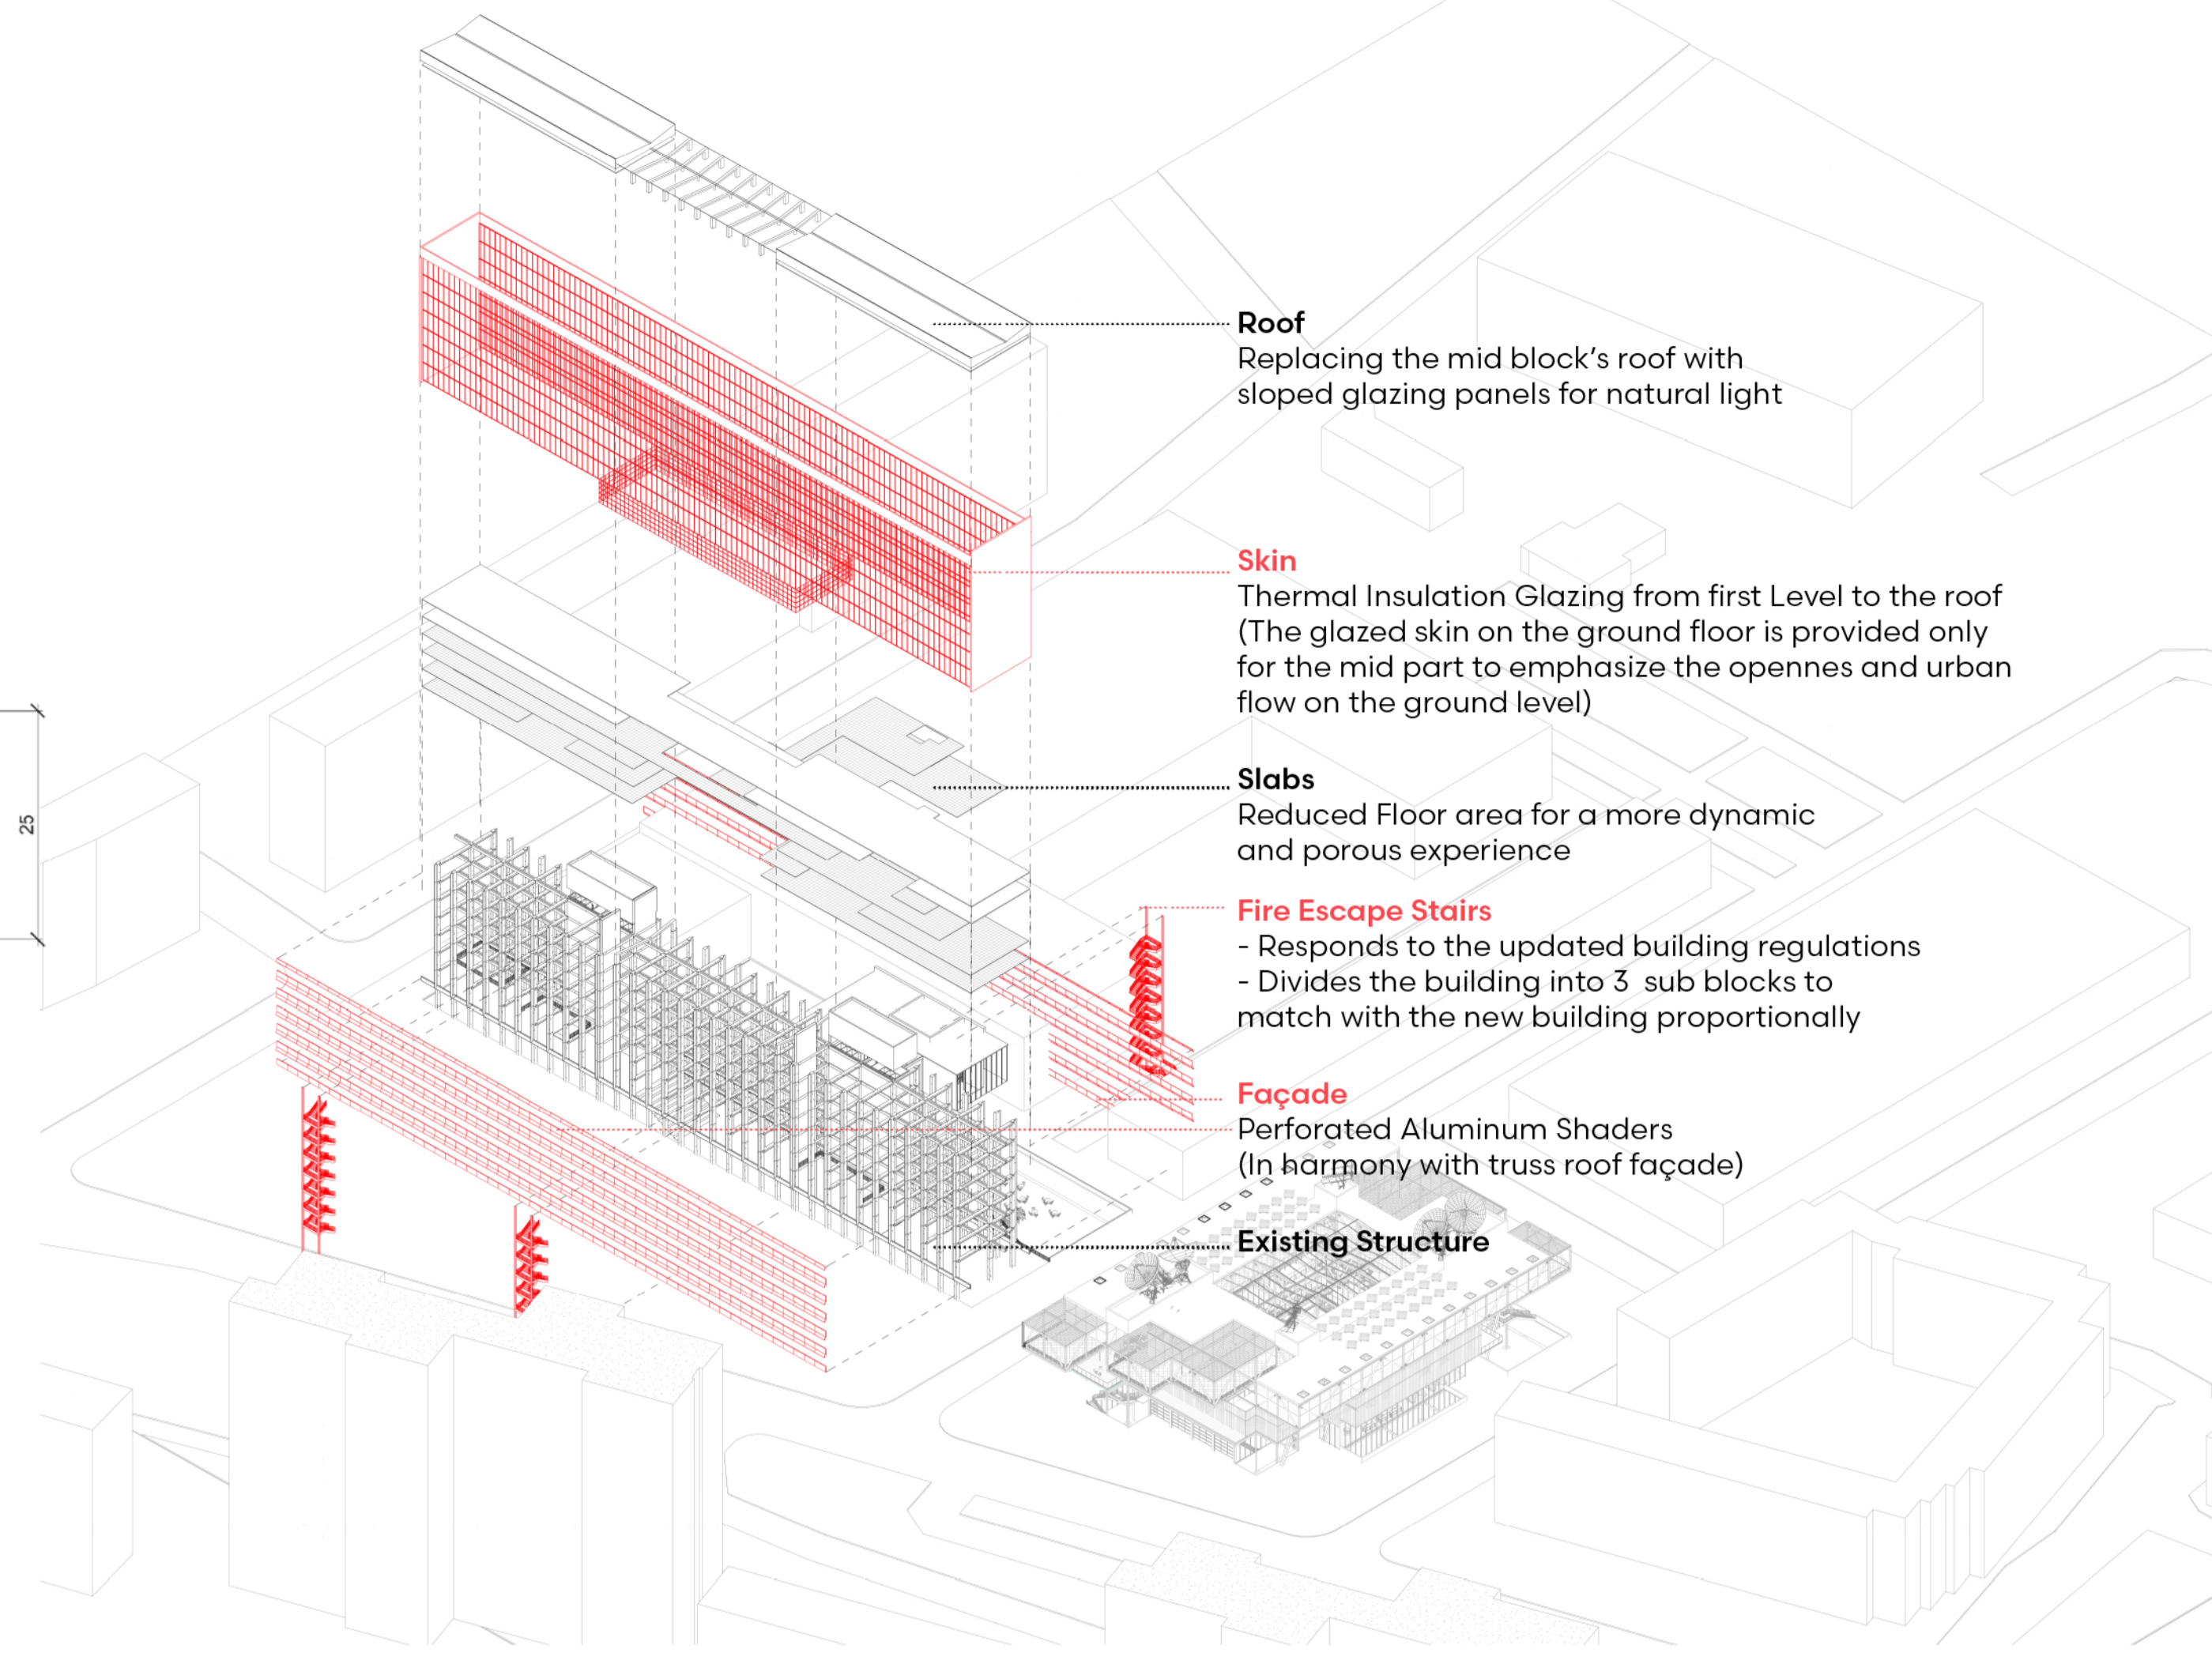 Roof
Replacing the mid block's roof with
sloped glazing panels for natural light
Skin
Thermal Insulation Glazing from first Level to the roof
(The glazed skin on the ground floor is provided only
for the mid part to emphasize the opennes and urban
flow on the ground level)
25
Slabs
Reduced Floor area for a more dynamic
and porous experience
Fire Escape Stairs
- Responds to the updated building regulations
- Divides the building into 3 sub blocks to
match with the new building proportionally
Façade
Perforated Aluminum Shaders
(In harmony with truss roof façade)
Existing Structure